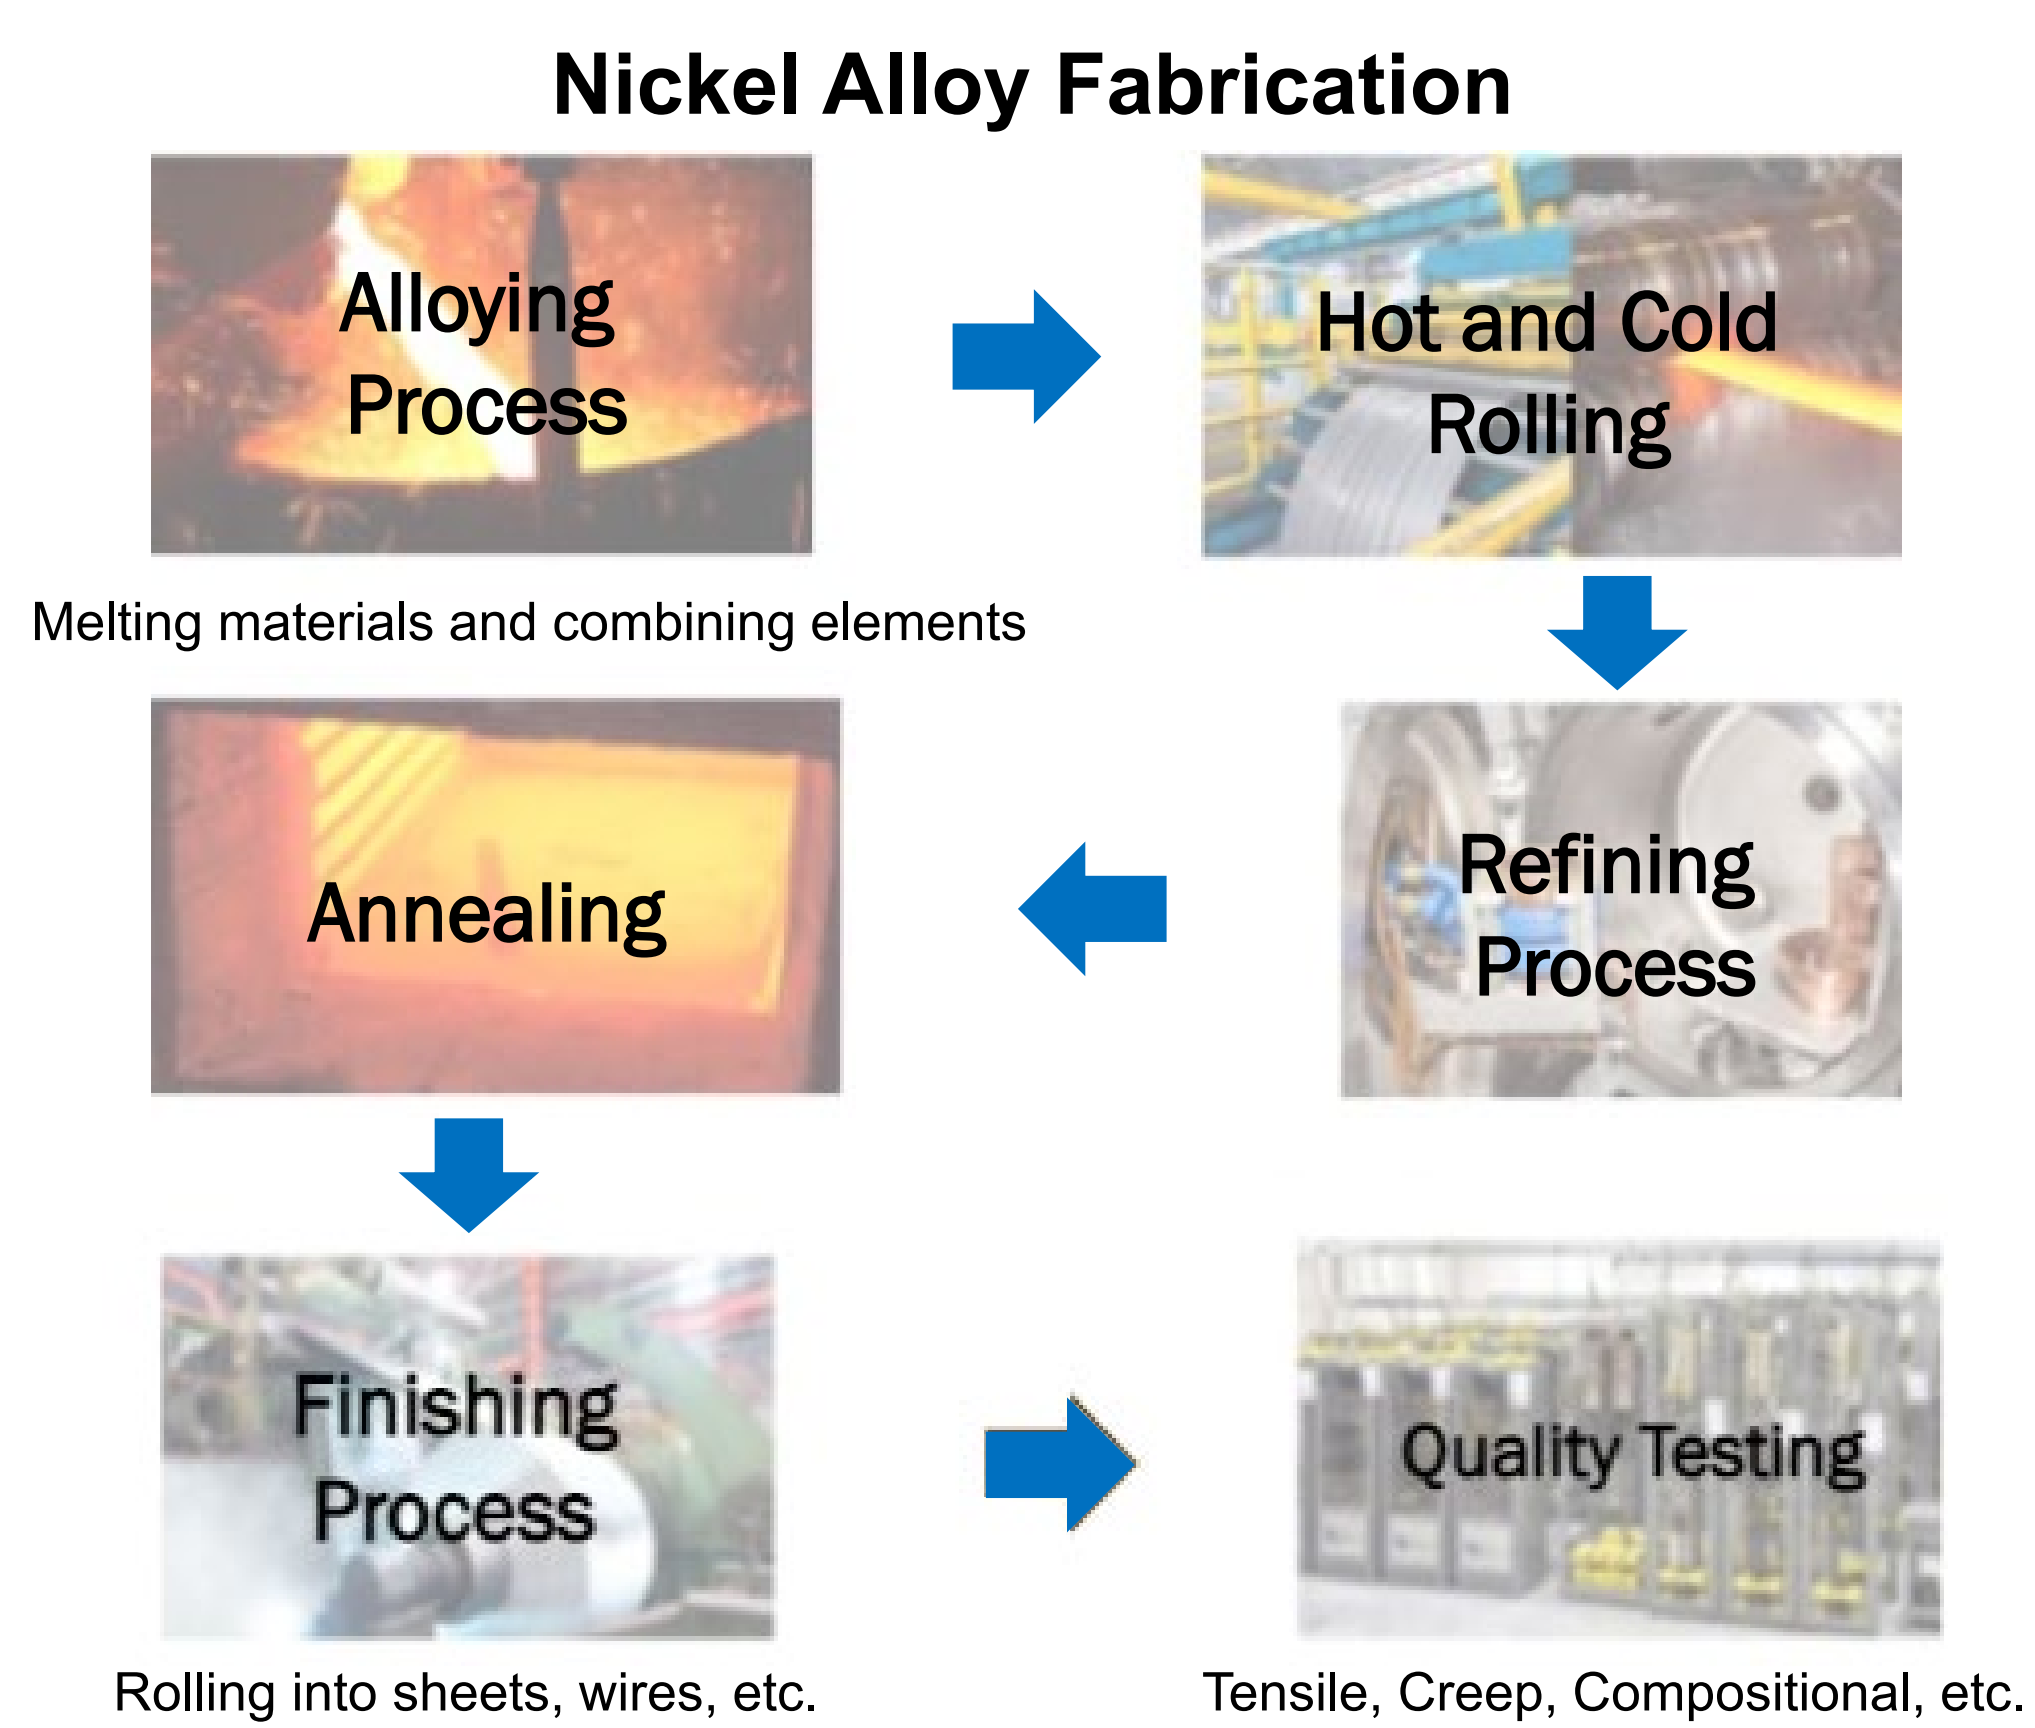 Nickel Alloy Fabrication
Alloying
Process
Hot and Cold
Rolling
Melting materials and combining elements
Refining
Process
Annealing
Finishing
Process
Rolling into sheets, wires, etc.
Quality Testing
Tensile, Creep, Compositional, etc.